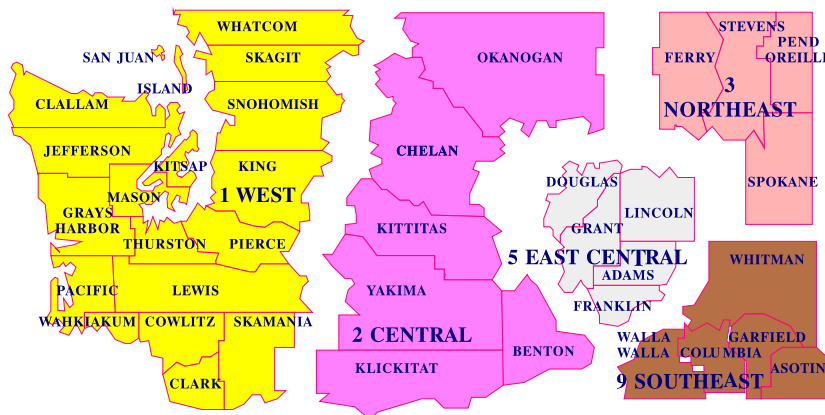 WHATCOM
SAN JUAN
SKAGIT
ISLAND
CLALLAM
SNOHOMISH
JEFFERSON
KITSAP
KING
MASON
1 WEST
GRAYS
HARBOR
THURSTON
PIERCE
PACIFIC
LEWIS
WAHKIAKUM
COWLITZ
SKAMANIA
CLARK
OKANOGAN
CHELAN
KITTITAS
YAKIMA
2 CENTRAL
BENTON
KLICKITAT
STEVENS
FERRY
PEND
OREILLE
3
NORTHEAST
SPOKANE
DOUGLAS
LINCOLN
GRANT
5 EAST CENTRAL
ADAMS
FRANKLIN
WHITMAN
WALLA
WALLA
GARFIELD
COLUMBIA
ASOTIN
9 SOUTHEAST